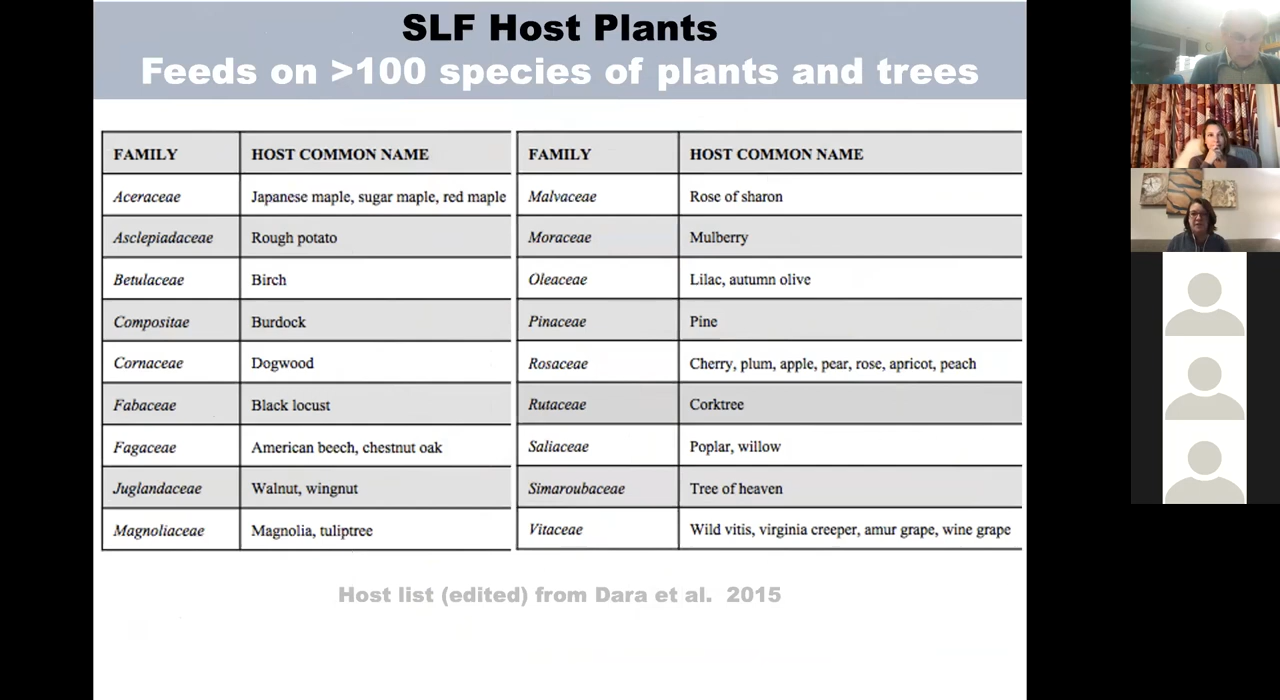 SLF Host Plants
Feeds on >100 species of plants and trees
FAMILY HOST COMMON NAME
Aceraceae Japanese maple, sugar maple, red maple
Asclepiadaceae Rough potato
Betulaceae Birch
Compositae Burdock
Cornaceae Dogwood
Fabaceae Black locust
Fagaceae American beech, chestnut oak
Juglandaceae Walnut, wingnut
Magnoliaceae Magnolia, tuliptree
FAMILY HOST COMMON NAME
Malvaceae Rose of sharon
Moraceae Mulberry
Oleaceae Lilac, autumn olive
Pinaceae Pine
Rosaceae Cherry, plum, apple, pear, rose, apricot, peach
Rutaceae Corktree
Saliaceae Poplar, willow
Simaroubaceae Tree of heaven
Vitaceae Wild vitis, virginia creeper, amur grape, wine grape
Host list (edited) from Dara et al. 2015